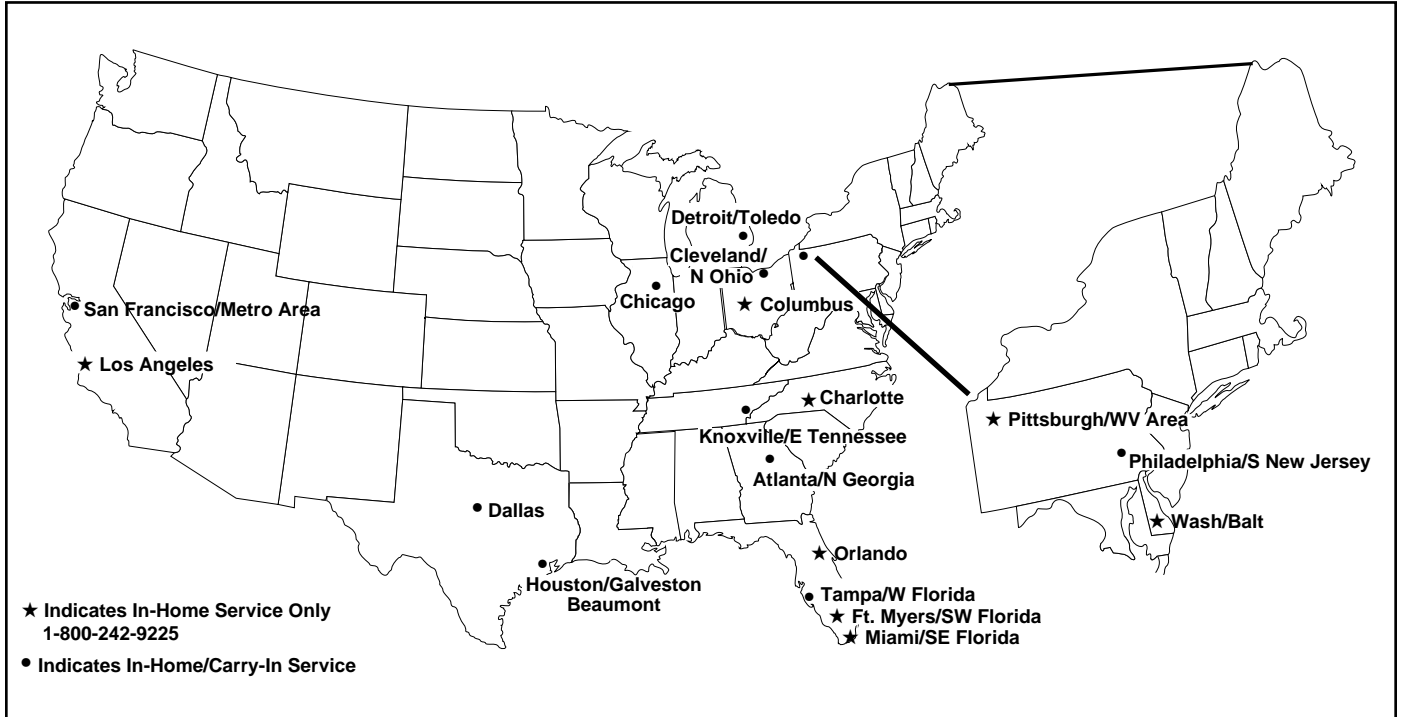 Detroit/Toledo
Cleveland/
N Ohio
Chicago
Columbus
San Francisco/Metro Area
Los Angeles
Charlotte
Knoxville/E Tennessee
Atlanta/N Georgia
Pittsburgh/WV Area
Philadelphia/S New Jersey
Wash/Balt
Dallas
Orlando
Houston/Galveston
Beaumont
Tampa/W Florida
Ft. Myers/SW Florida
Miami/SE Florida
★ Indicates In-Home Service Only
1-800-242-9225
● Indicates In-Home/Carry-In Service